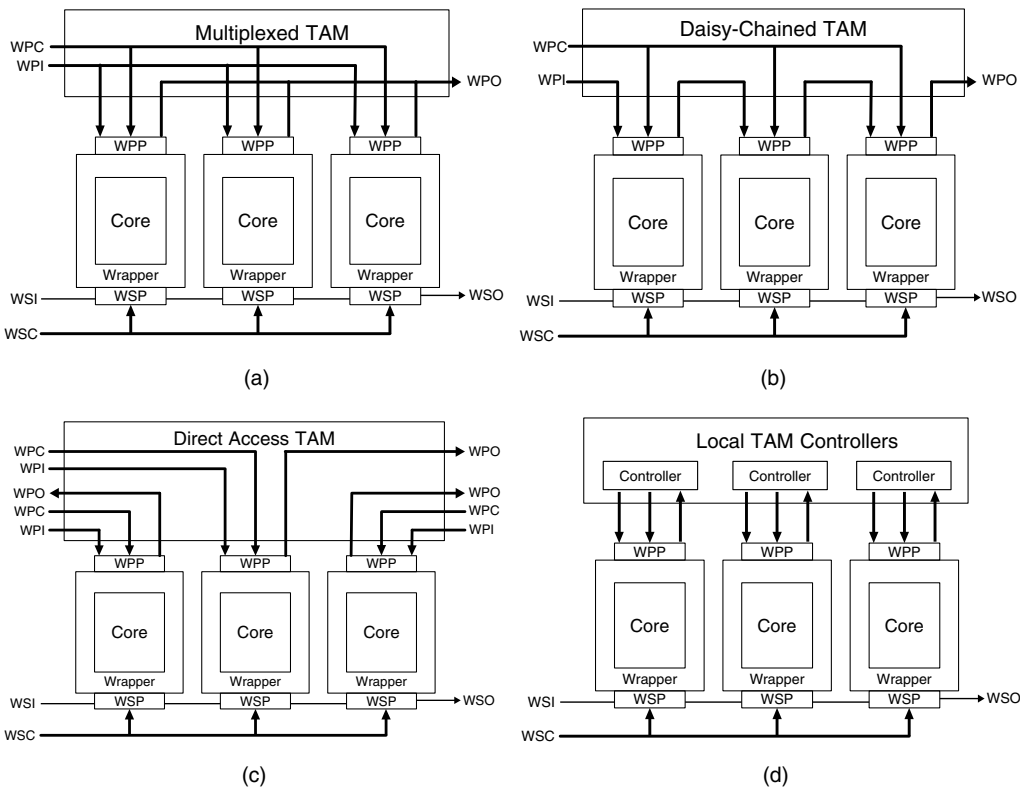 Multiplexed TAM
WPC
WPI
WPO
WPP WPP WPP
Core Core Core
Wrapper Wrapper Wrapper
WSI WSP WSP WSP WSO
WSC
(a)
Daisy-Chained TAM
WPC
WPI
WPO
WPP WPP WPP
Core Core Core
Wrapper Wrapper Wrapper
WSI WSP WSP WSP WSO
WSC
(b)
Direct Access TAM
WPC WPO
WPI
WPO WPO
WPC WPC
WPI WPI
WPP WPP WPP
Core Core Core
Wrapper Wrapper Wrapper
WSI WSP WSP WSP WSO
WSC
(c)
Local TAM Controllers
Controller Controller Controller
WPP WPP WPP
Core Core Core
Wrapper Wrapper Wrapper
WSI WSP WSP WSP WSO
WSC
(d)